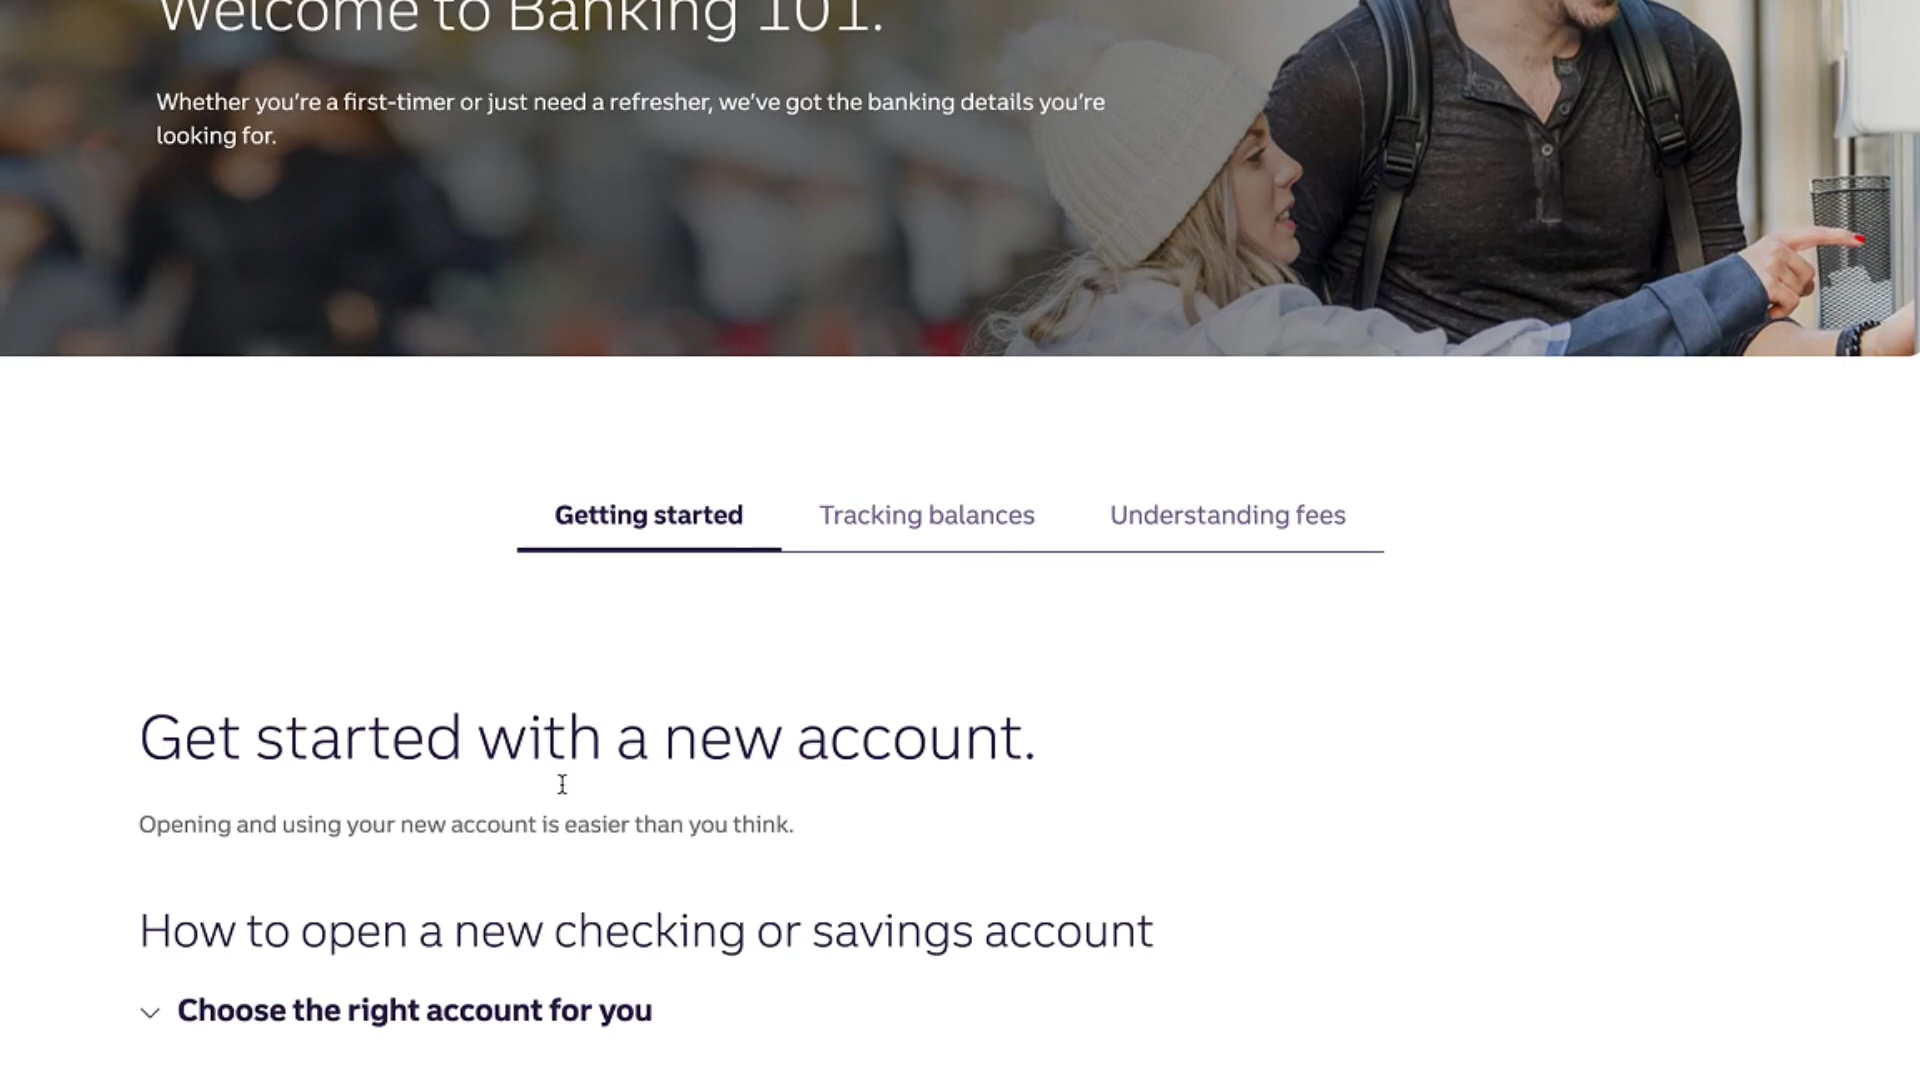 Welcome to Banking 101.
Whether you’re a first-timer or just need a refresher, we’ve got the banking details you’re
looking for.
Getting started
Tracking balances
Understanding fees
Get started with a new account.
Opening and using your new account is easier than you think.
How to open a new checking or savings account
Choose the right account for you